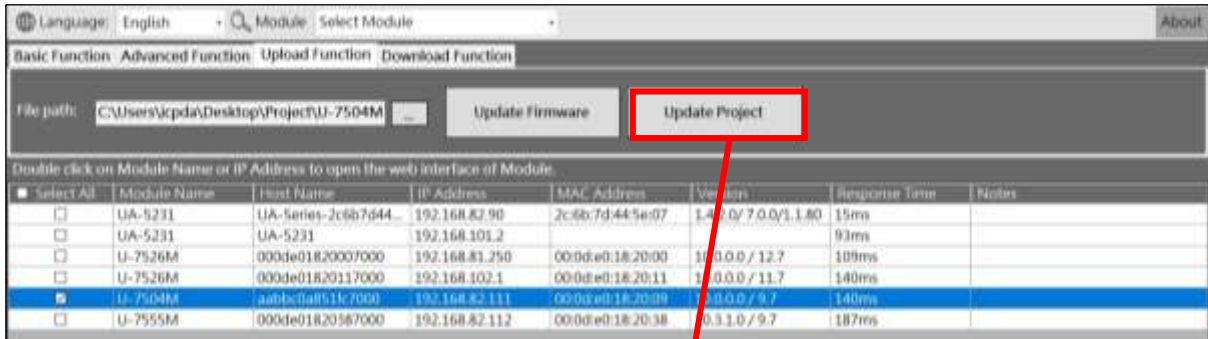 Language: English Module Select Module About
Basic Function Advanced Function Upload Function Download Function
File path: C:\Users\icpda\Desktop\Project\U-7504M ... Update Firmware Update Project
Double click on Module Name or IP Address to open the web interface of Module.
Select All Module Name Host Name IP Address MAC Address Version Response Time Notes
UA-5231 UA-Series-2c6b7d44... 192.168.82.90 2c:6b:7d:44:5e:07 15ms
UA-5231 UA-5231 192.168.101.2 93ms
U-7526M 000de01820007000 192.168.81.250 00:0d:e0:18:20:00 109ms
U-7526M 000de01820117000 192.168.102.1 00:0d:e0:18:20:11 140ms
U-7504M 192.168.82.111 00:0d:e0:18:20:09 140ms
U-7555M 000de01820387000 192.168.82.112 00:0d:e0:18:20:38 187ms